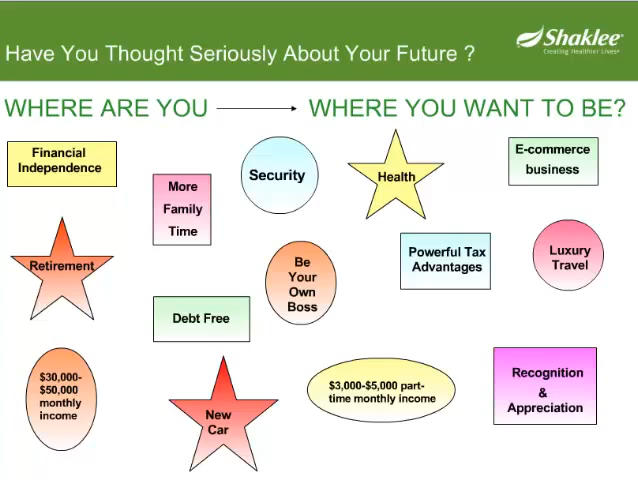 Shaklee®
Creating Healthier Lives®
Have You Thought Seriously About Your Future ?
WHERE ARE YOU
WHERE YOU WANT TO BE?
Financial
Independence
More
Family
Time
Security
Health
E-commerce
business
Retirement
Be
Your
Own
Boss
Powerful Tax
Advantages
Luxury
Travel
Debt Free
$30,000-
$50,000
monthly
income
New
Car
$3,000-$5,000 part-
time monthly income
Recognition
&
Appreciation